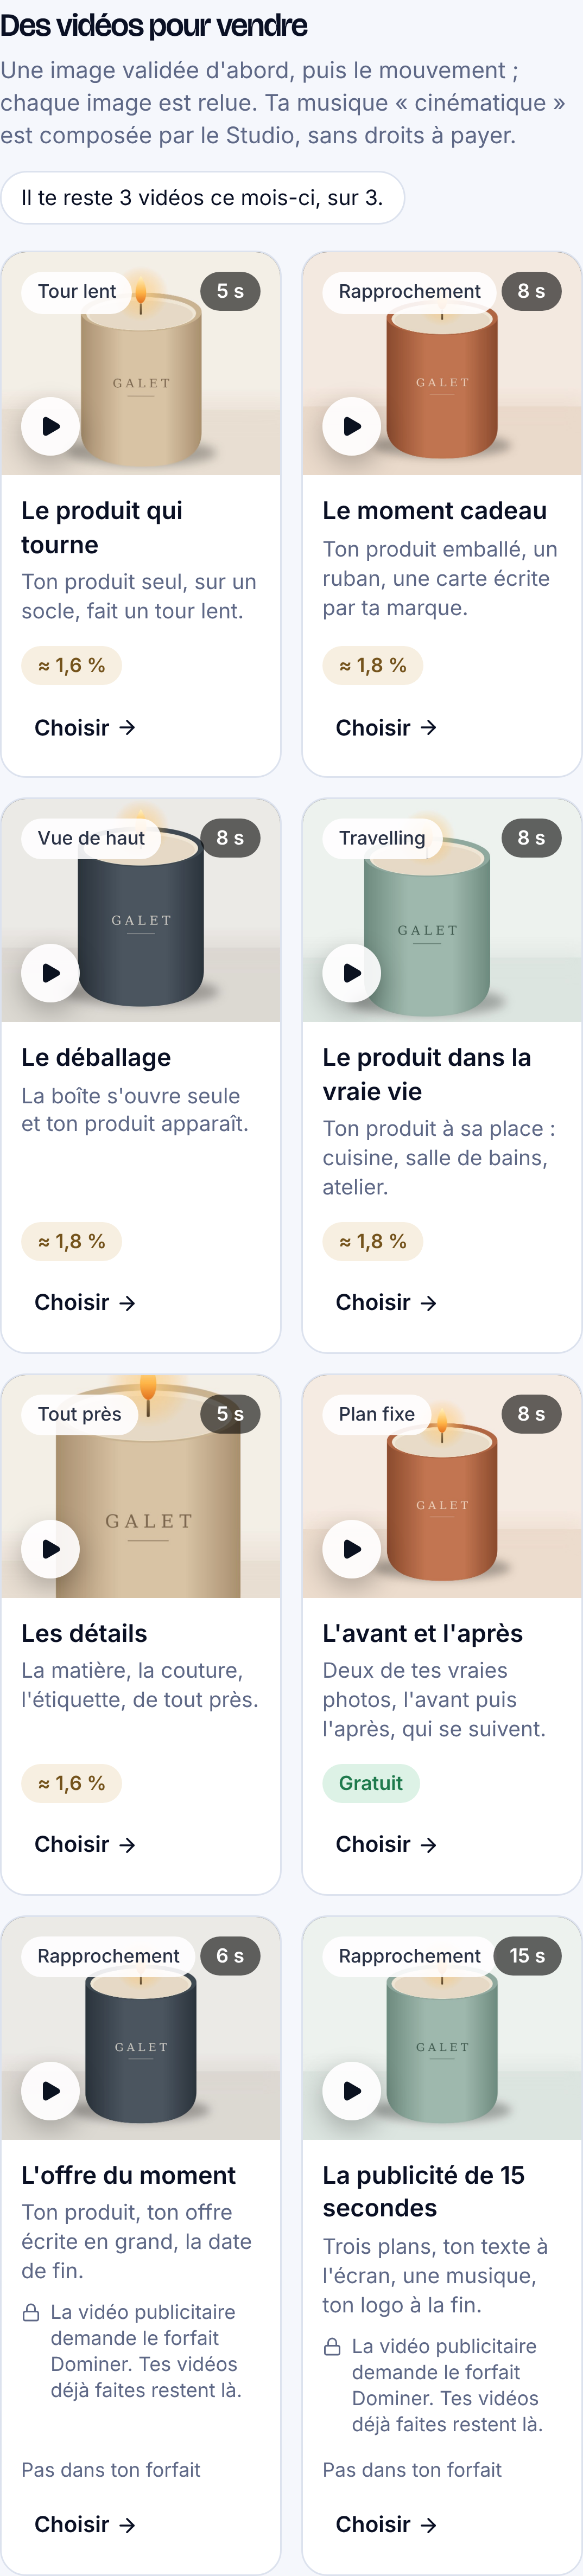 Des vidéos pour vendre
Une image validée d'abord, puis le mouvement ;
chaque image est relue. Ta musique « cinématique »
est composée par le Studio, sans droits à payer.
Il te reste 3 vidéos ce mois-ci, sur 3.
Tour lent
5 s
GALET
Le produit qui
tourne
Ton produit seul, sur un
socle, fait un tour lent.
≈ 1,6 %
Choisir →
Rapprochement
8 s
GALET
Le moment cadeau
Ton produit emballé, un
ruban, une carte écrite
par ta marque.
≈ 1,8 %
Choisir →
Vue de haut
8 s
GALET
Le déballage
La boîte s'ouvre seule
et ton produit apparaît.
≈ 1,8 %
Choisir →
Travelling
8 s
GALET
Le produit dans la
vraie vie
Ton produit à sa place :
cuisine, salle de bains,
atelier.
≈ 1,8 %
Choisir →
Tout près
5 s
GALET
Les détails
La matière, la couture,
l'étiquette, de tout près.
≈ 1,6 %
Choisir →
Plan fixe
8 s
GALET
L'avant et l'après
Deux de tes vraies
photos, l'avant puis
l'après, qui se suivent.
Gratuit
Choisir →
Rapprochement
6 s
GALET
L'offre du moment
Ton produit, ton offre
écrite en grand, la date
de fin.
La vidéo publicitaire
demande le forfait
Dominer. Tes vidéos
déjà faites restent là.
Pas dans ton forfait
Choisir →
Rapprochement
15 s
GALET
La publicité de 15
secondes
Trois plans, ton texte à
l'écran, une musique,
ton logo à la fin.
La vidéo publicitaire
demande le forfait
Dominer. Tes vidéos
déjà faites restent là.
Pas dans ton forfait
Choisir →